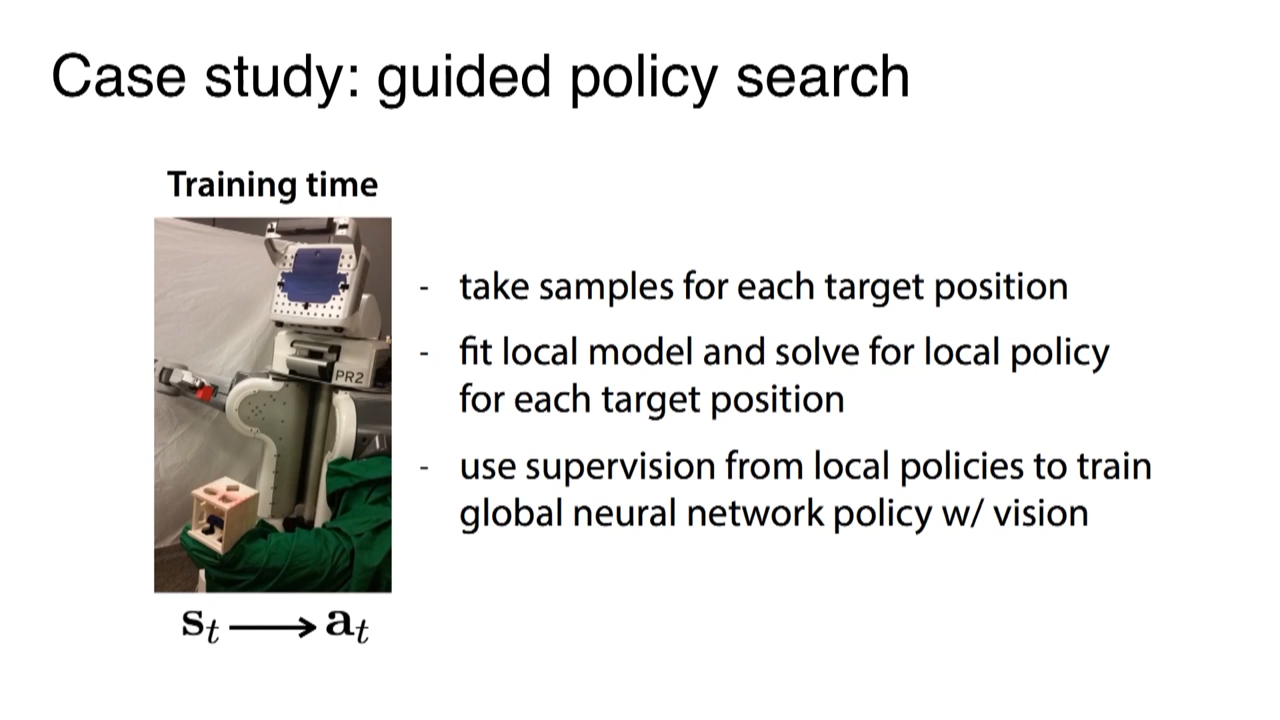 Case study: guided policy search
Training time
PR2
- take samples for each target position
- fit local model and solve for local policy
for each target position
- use supervision from local policies to train
global neural network policy w/ vision
s_t ⟶ a_t